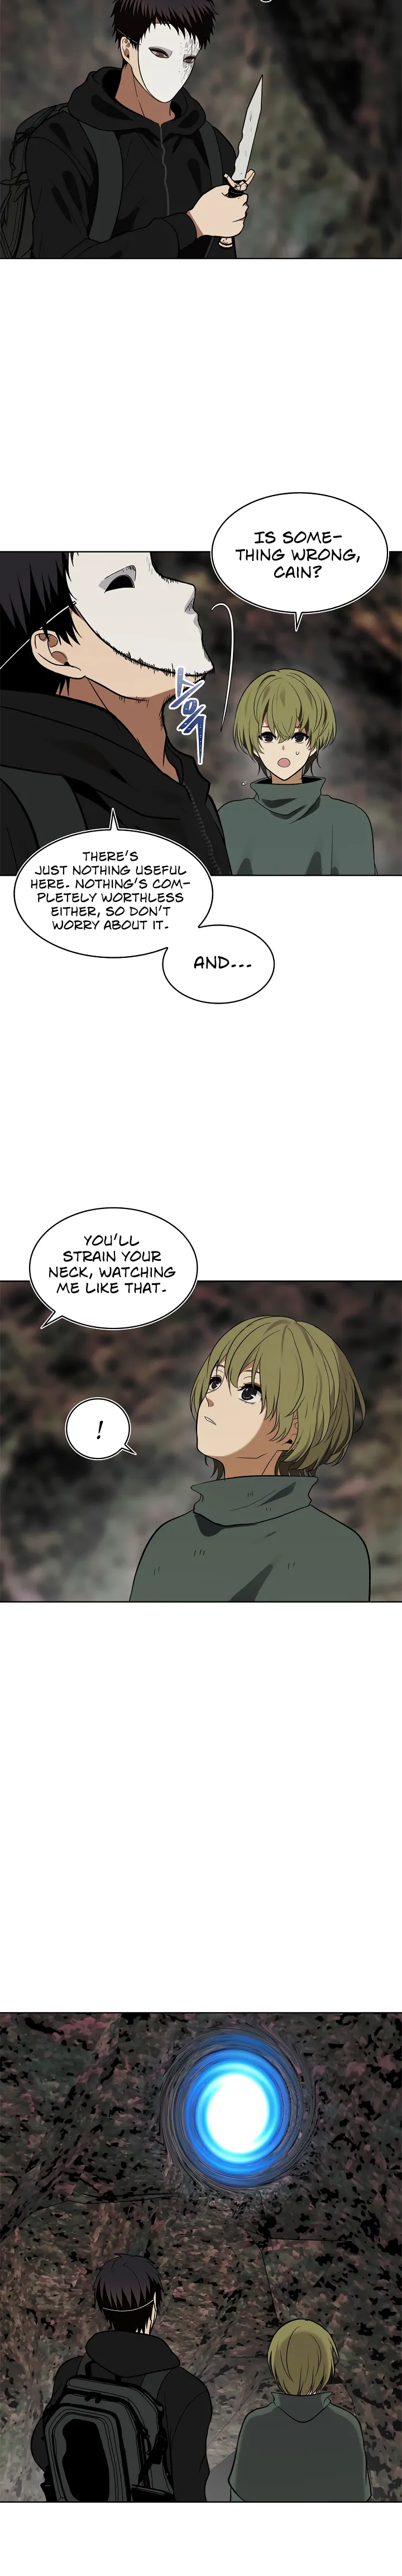 IS SOME-
THING WRONG,
CAIN?
THERE'S
JUST NOTHING USEFUL
HERE. NOTHING'S COM-
PLETELY WORTHLESS
EITHER, SO DON'T
WORRY ABOUT IT.
AND...
YOU'LL
STRAIN YOUR
NECK, WATCHING
ME LIKE THAT.
!